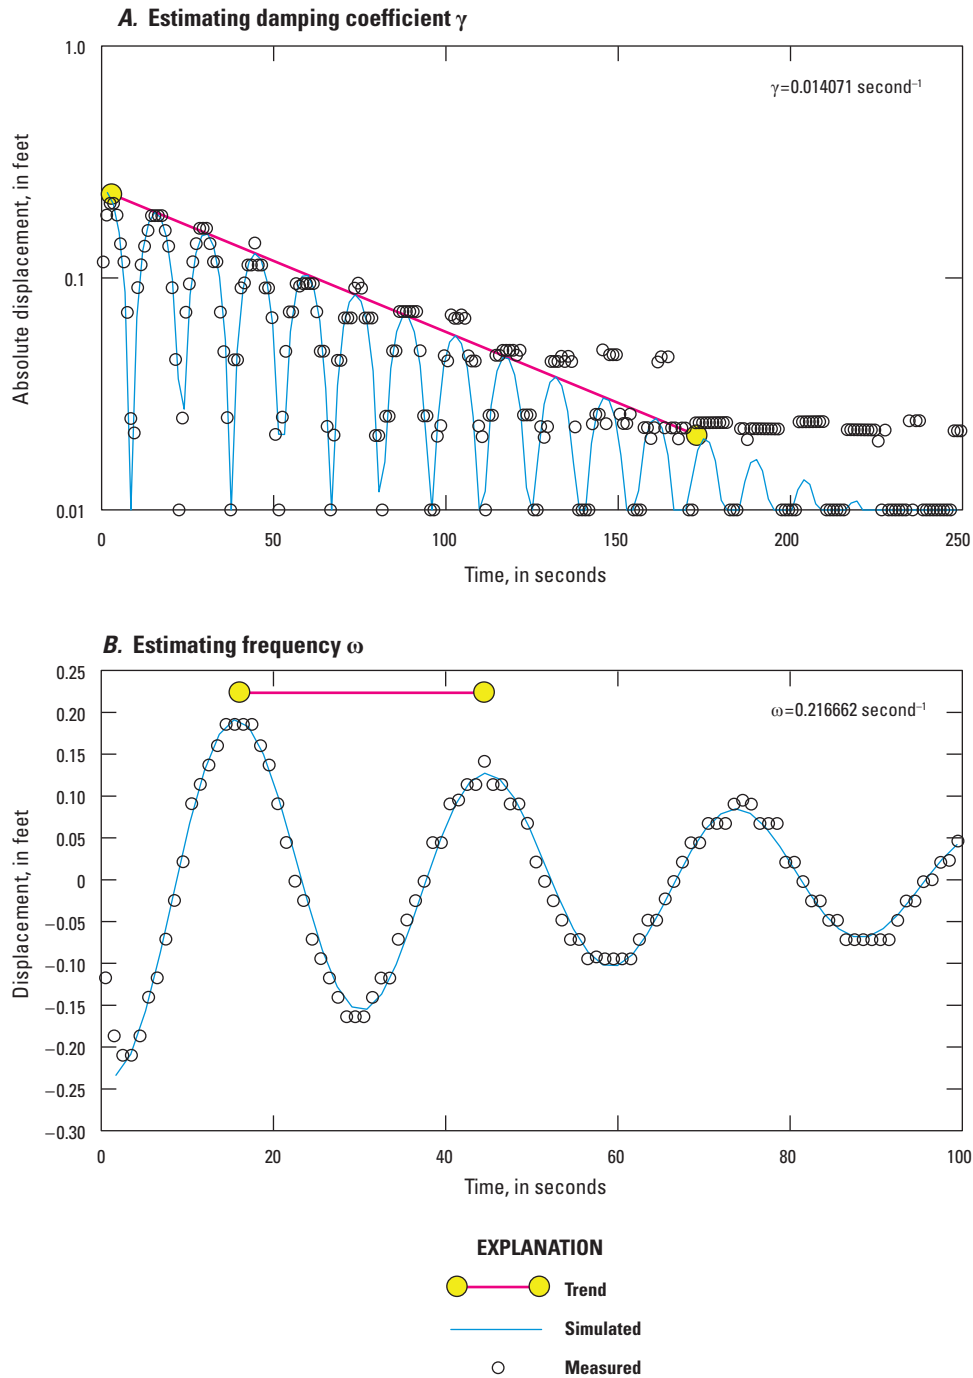 A. Estimating damping coefficient γ
1.0
γ=0.014071 second⁻¹
Absolute displacement, in feet
0.1
0.01
0 50 100 150 200 250
Time, in seconds
B. Estimating frequency ω
0.25
ω=0.216662 second⁻¹
0.20
0.15
0.10
0.05
0
−0.05
−0.10
−0.15
−0.20
−0.25
−0.30
Displacement, in feet
0 20 40 60 80 100
Time, in seconds
EXPLANATION
Trend
Simulated
Measured